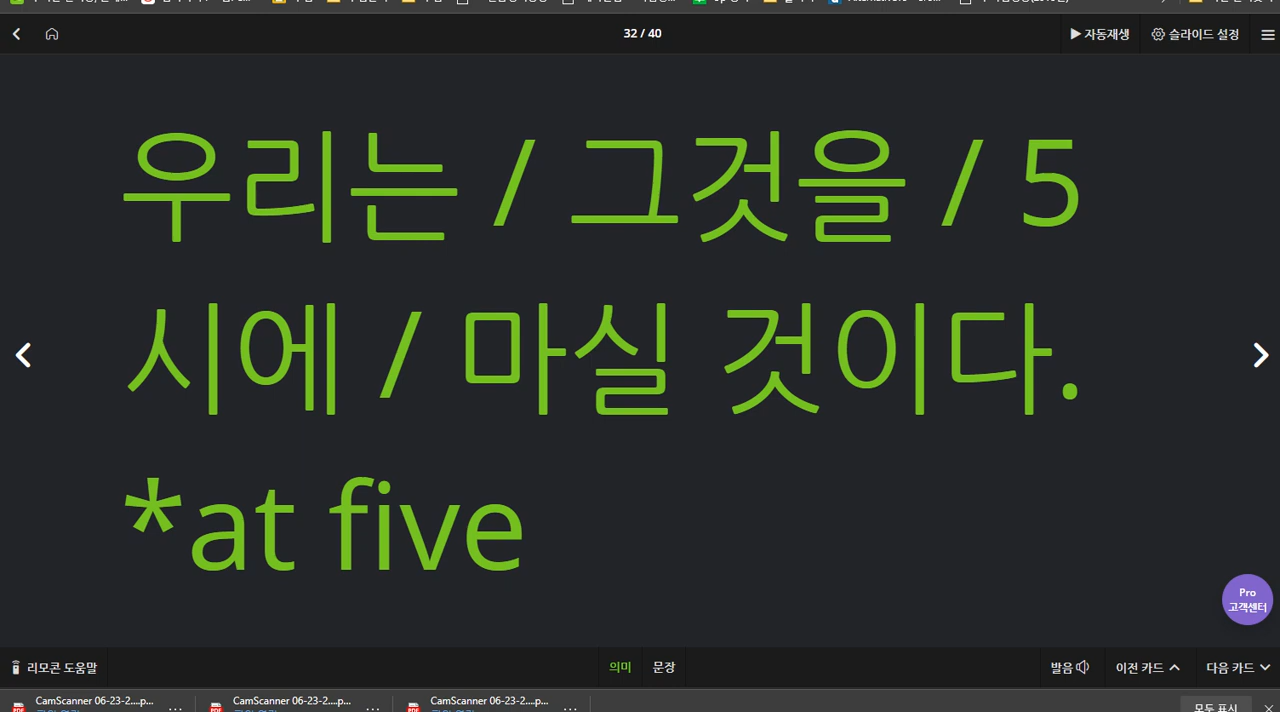 32 / 40
자동재생
슬라이드 설정
우리는 / 그것을 / 5
시에 / 마실 것이다.
*at five
Pro
고객센터
리모콘 도움말
의미
문장
발음
이전 카드
다음 카드
CamScanner 06-23-2....p...
CamScanner 06-23-2....p...
CamScanner 06-23-2....p...
모두 표시